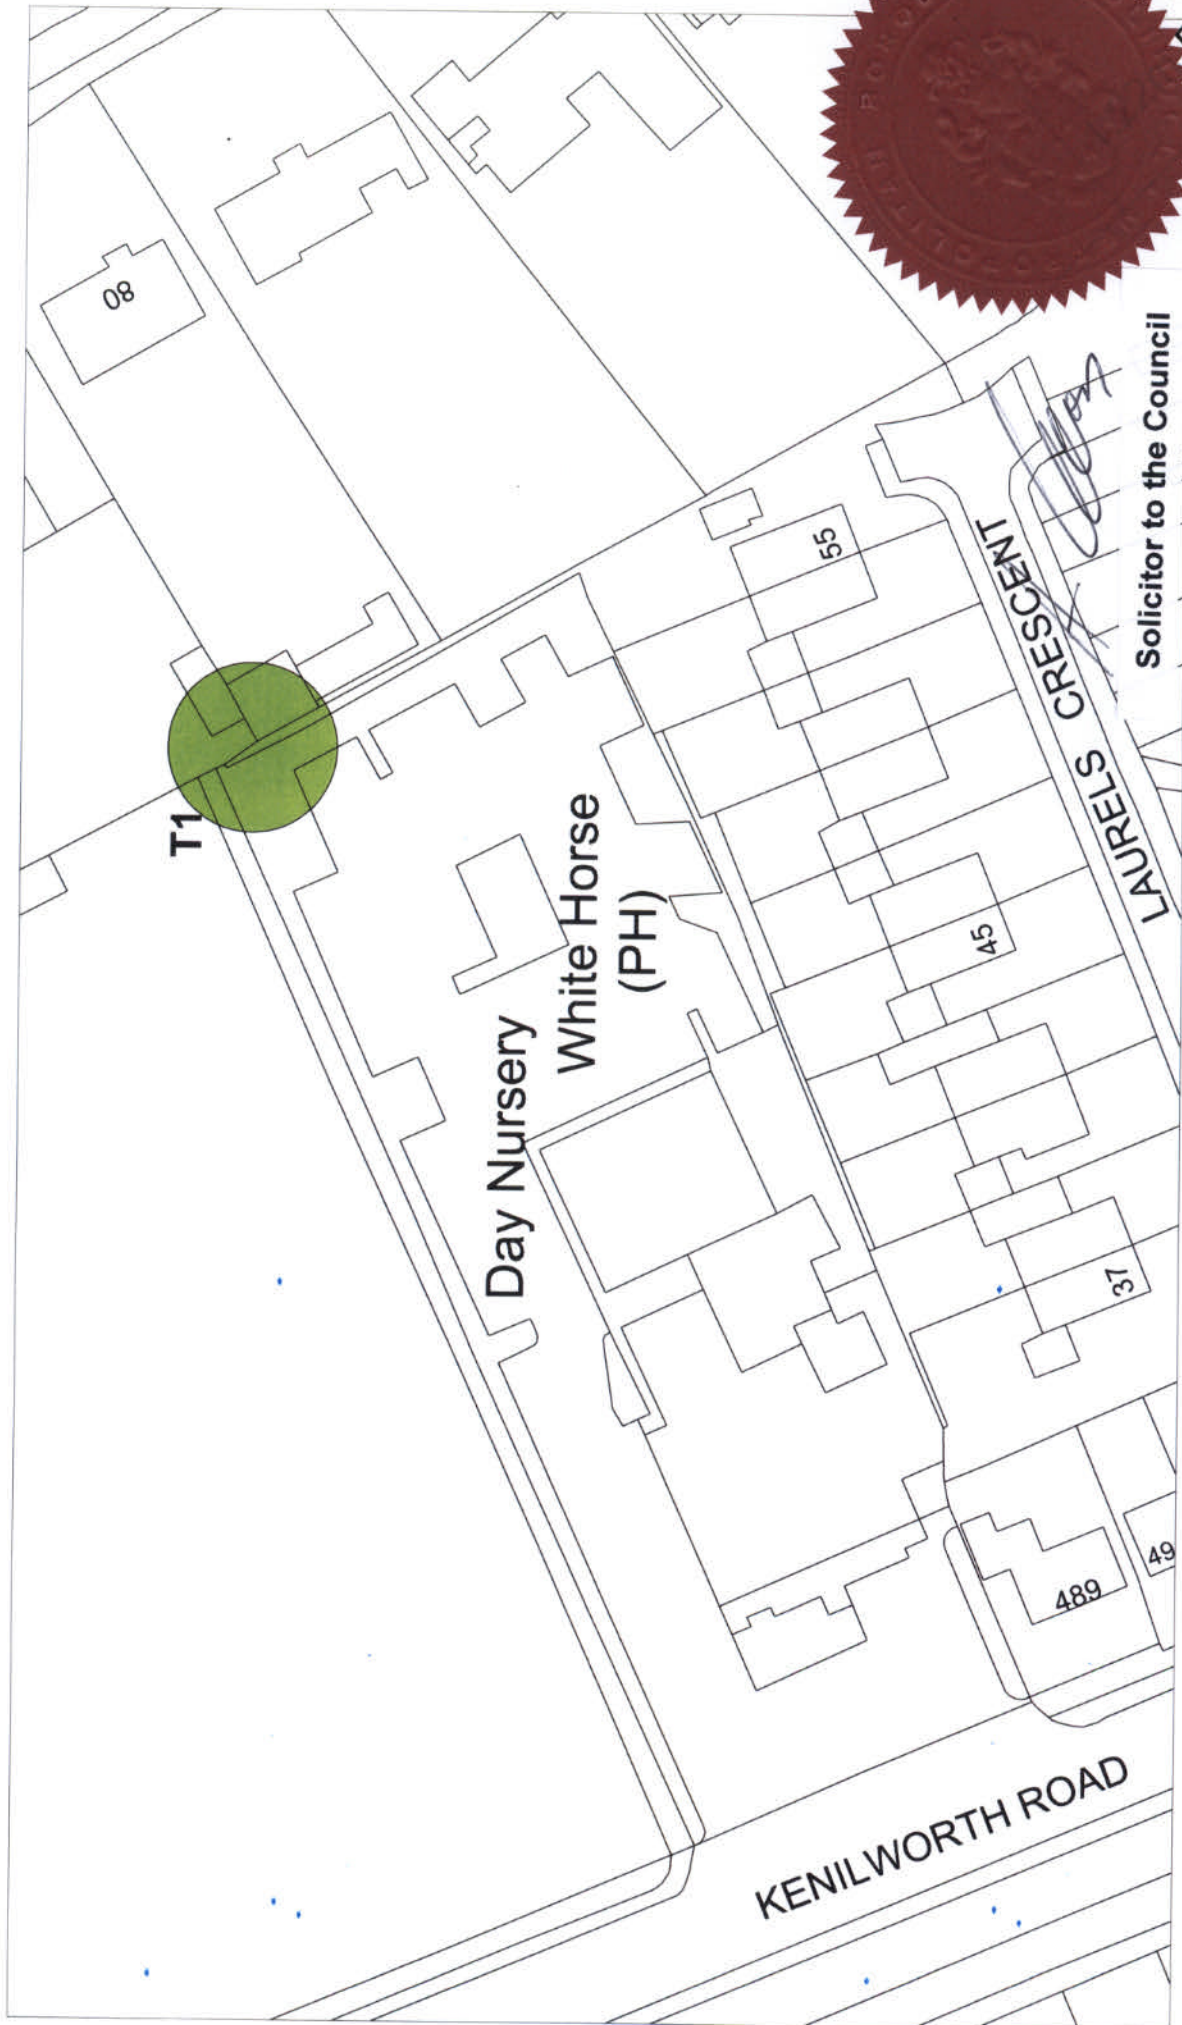 80
T1
55
White Horse
(PH)
Day Nursery
45
LAURELS CRESCENT
37
489
49
KENILWORTH ROAD
Solicitor to the Council